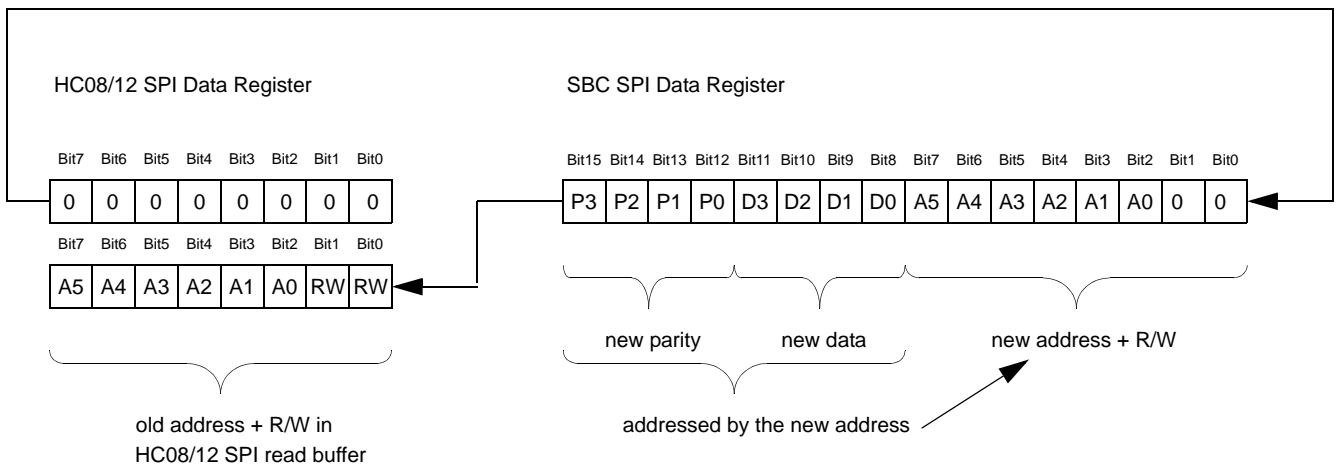 HC08/12 SPI Data Register
SBC SPI Data Register
Bit7 Bit6 Bit5 Bit4 Bit3 Bit2 Bit1 Bit0
0 0 0 0 0 0 0 0
Bit7 Bit6 Bit5 Bit4 Bit3 Bit2 Bit1 Bit0
A5 A4 A3 A2 A1 A0 RW RW
old address + R/W in
HC08/12 SPI read buffer
Bit15 Bit14 Bit13 Bit12 Bit11 Bit10 Bit9 Bit8 Bit7 Bit6 Bit5 Bit4 Bit3 Bit2 Bit1 Bit0
P3 P2 P1 P0 D3 D2 D1 D0 A5 A4 A3 A2 A1 A0 0 0
new parity
new data
new address + R/W
addressed by the new address